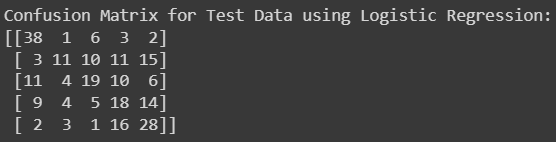 Confusion Matrix for Test Data using Logistic Regression:
[[38  1  6  3  2]
 [ 3 11 10 11 15]
 [11  4 19 10  6]
 [ 9  4  5 18 14]
 [ 2  3  1 16 28]]